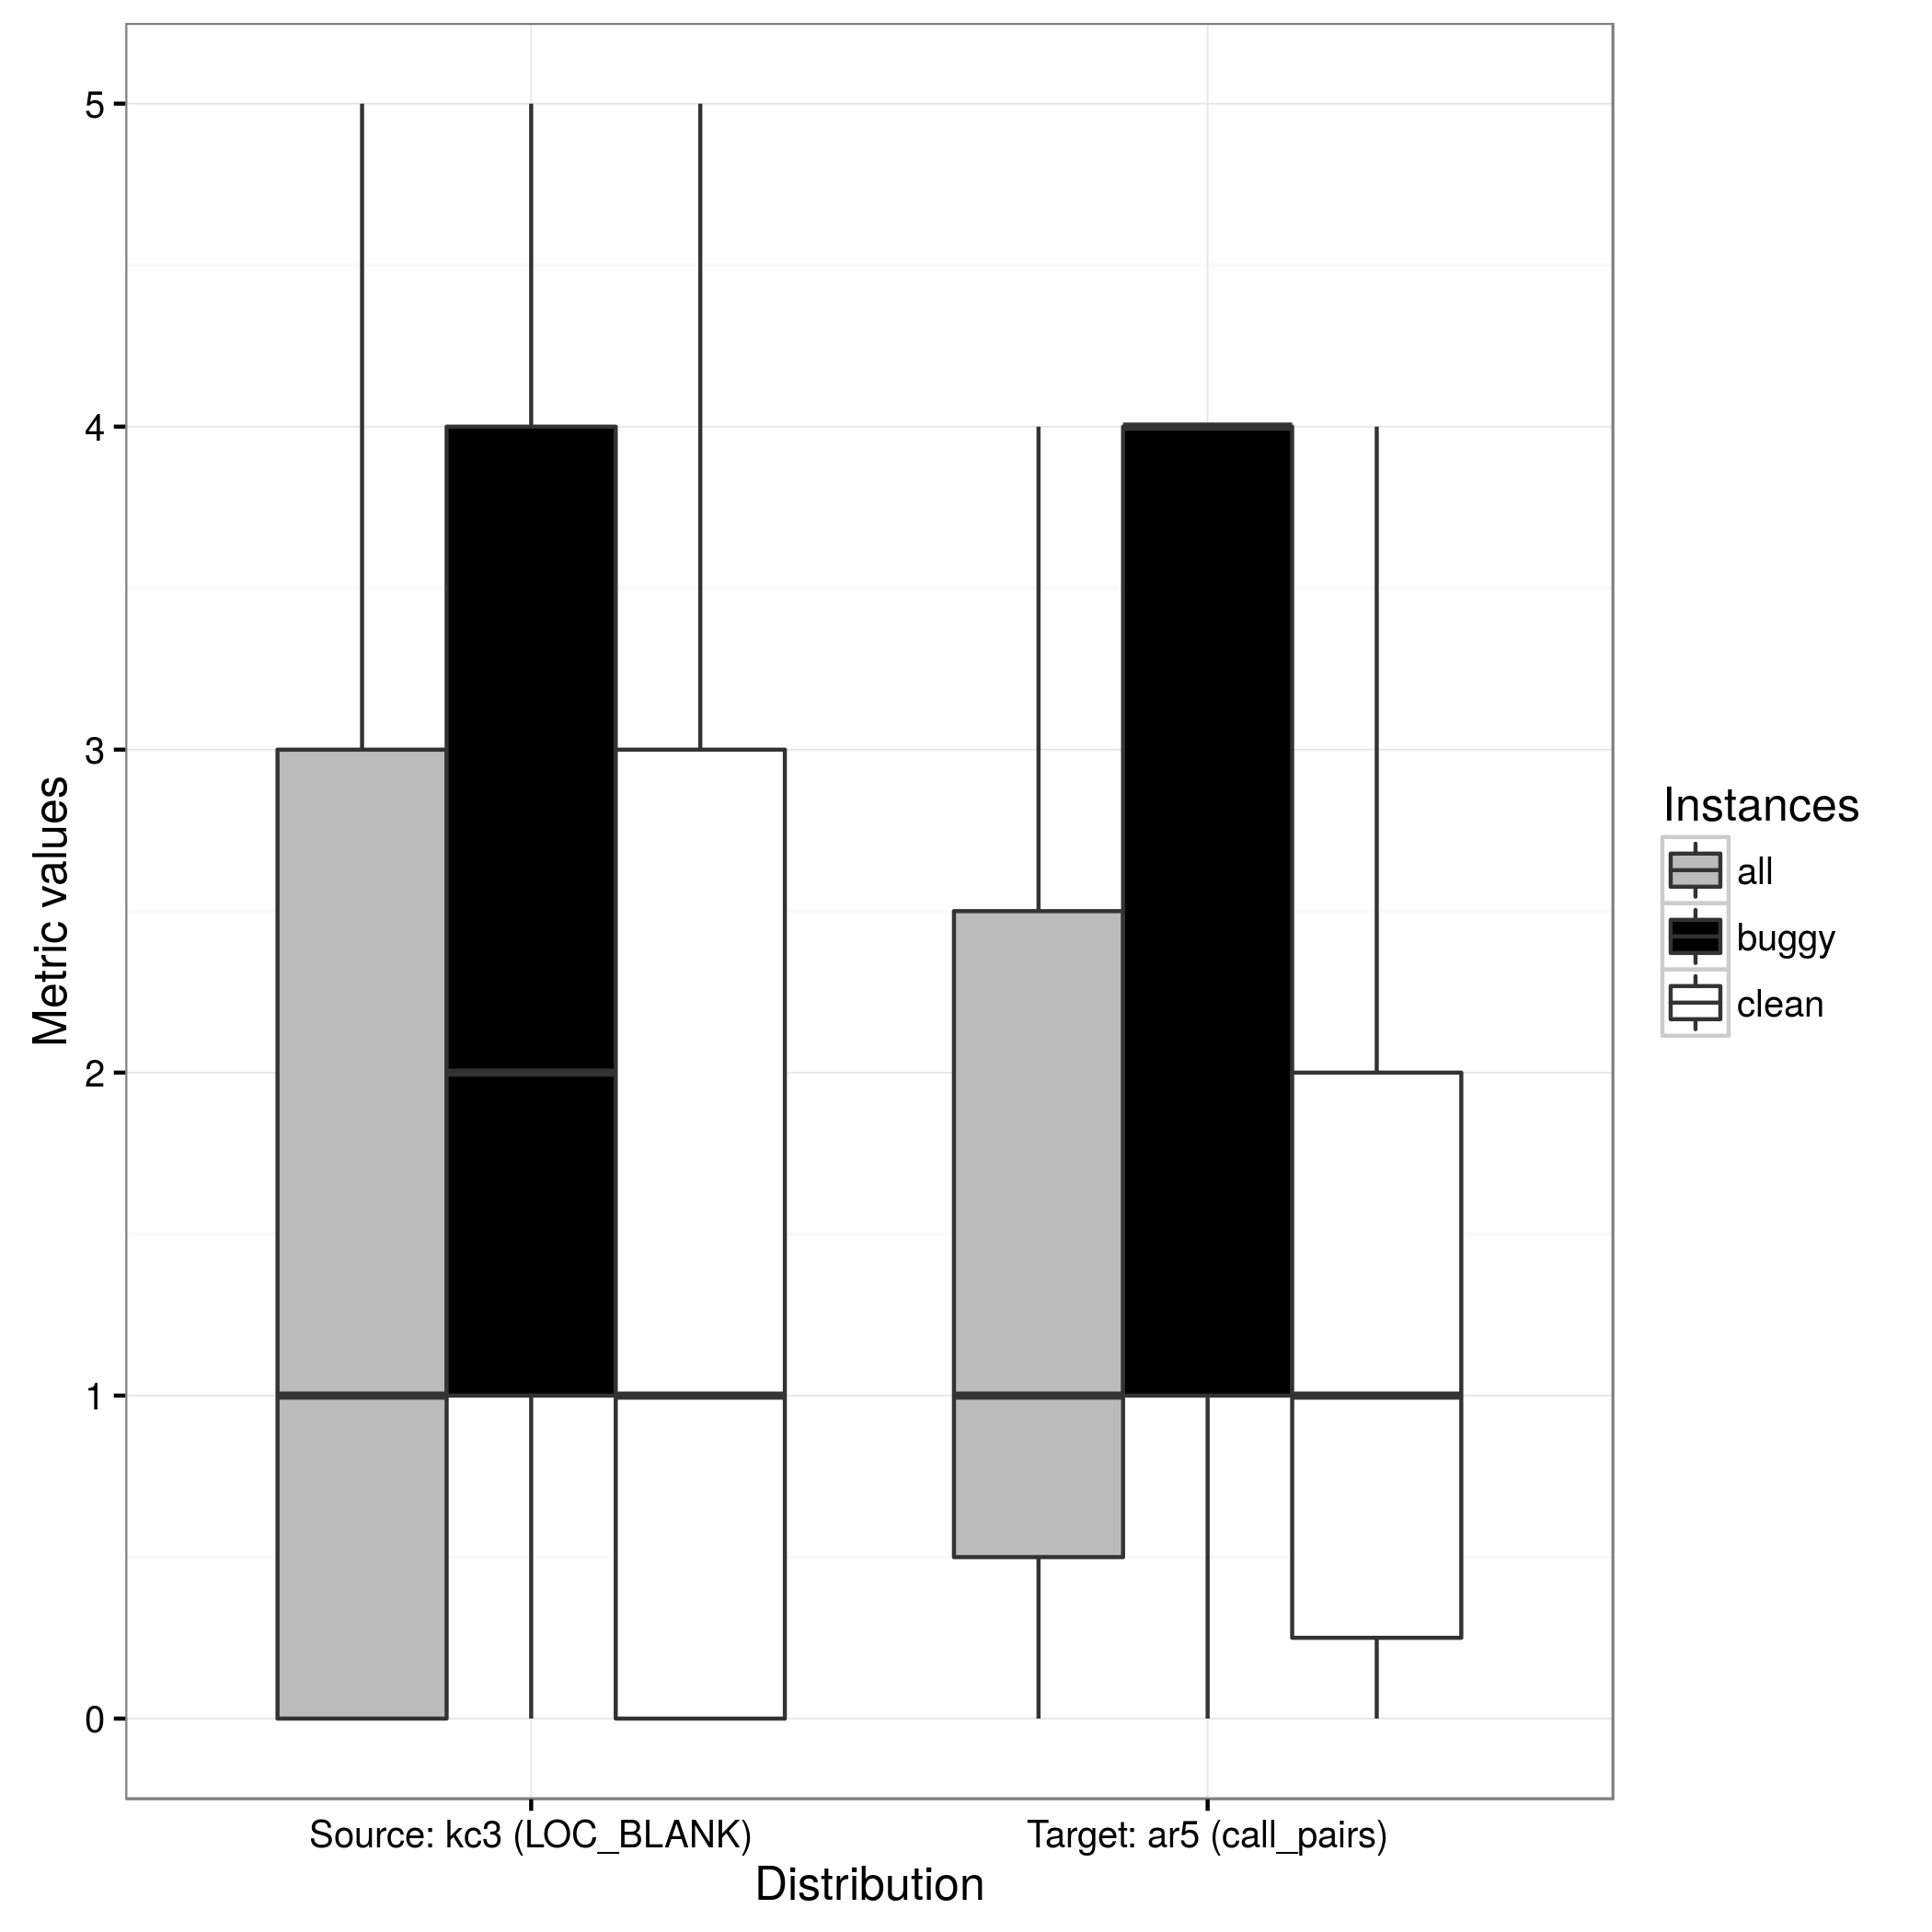 Metric values
5
4
3
2
1
0
Source: kc3 (LOC_BLANK)
Target: ar5 (call_pairs)
Distribution
Instances
all
buggy
clean